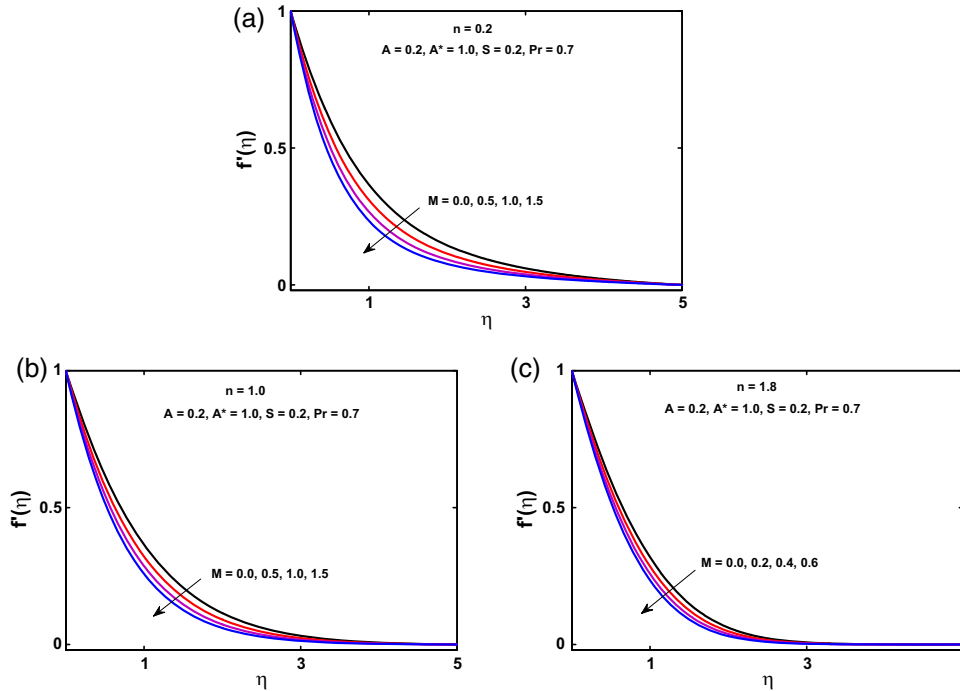 (a)
1
n = 0.2
A = 0.2, A* = 1.0, S = 0.2, Pr = 0.7
f'(η)
0.5
M = 0.0, 0.5, 1.0, 1.5
0
1
3
5
η
(b)
1
n = 1.0
A = 0.2, A* = 1.0, S = 0.2, Pr = 0.7
f'(η)
0.5
M = 0.0, 0.5, 1.0, 1.5
0
1
3
5
η
(c)
1
n = 1.8
A = 0.2, A* = 1.0, S = 0.2, Pr = 0.7
f'(η)
0.5
M = 0.0, 0.2, 0.4, 0.6
0
1
3
η